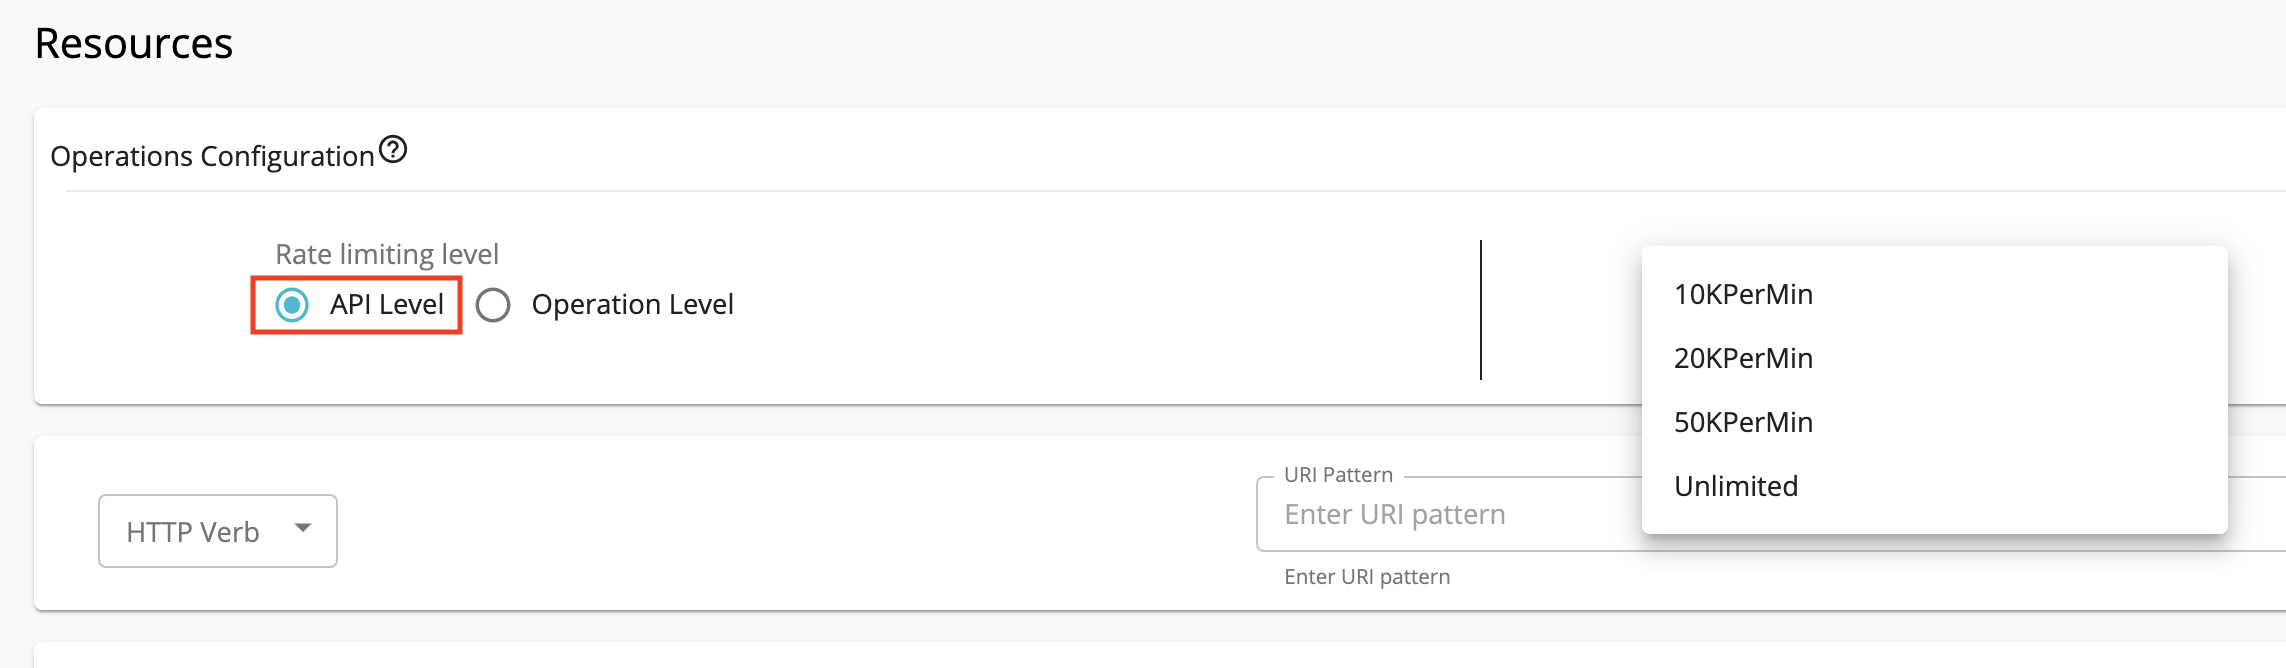 Resources
Operations Configuration
Rate limiting level
API Level
Operation Level
10KPerMin
20KPerMin
50KPerMin
Unlimited
HTTP Verb
URI Pattern
Enter URI pattern
Enter URI pattern